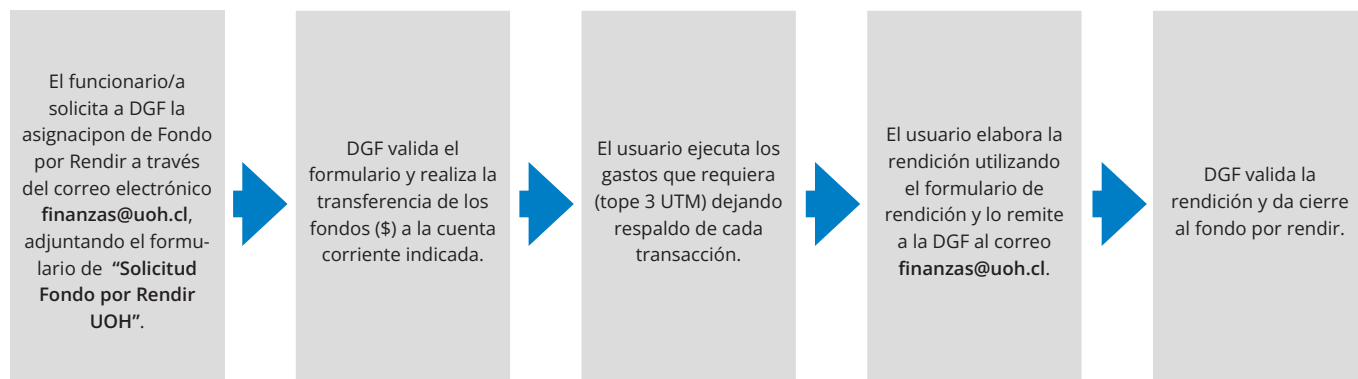 El funcionario/a
solicita a DGF la
asignacipon de Fondo
por Rendir a través
del correo electrónico
finanzas@uoh.cl,
adjuntando el formu-
lario de “Solicitud
Fondo por Rendir
UOH”.
DGF valida el
formulario y realiza la
transferencia de los
fondos ($) a la cuenta
corriente indicada.
El usuario ejecuta los
gastos que requiera
(tope 3 UTM) dejando
respaldo de cada
transacción.
El usuario elabora la
rendición utilizando
el formulario de
rendición y lo remite
a la DGF al correo
finanzas@uoh.cl.
DGF valida la
rendición y da cierre
al fondo por rendir.